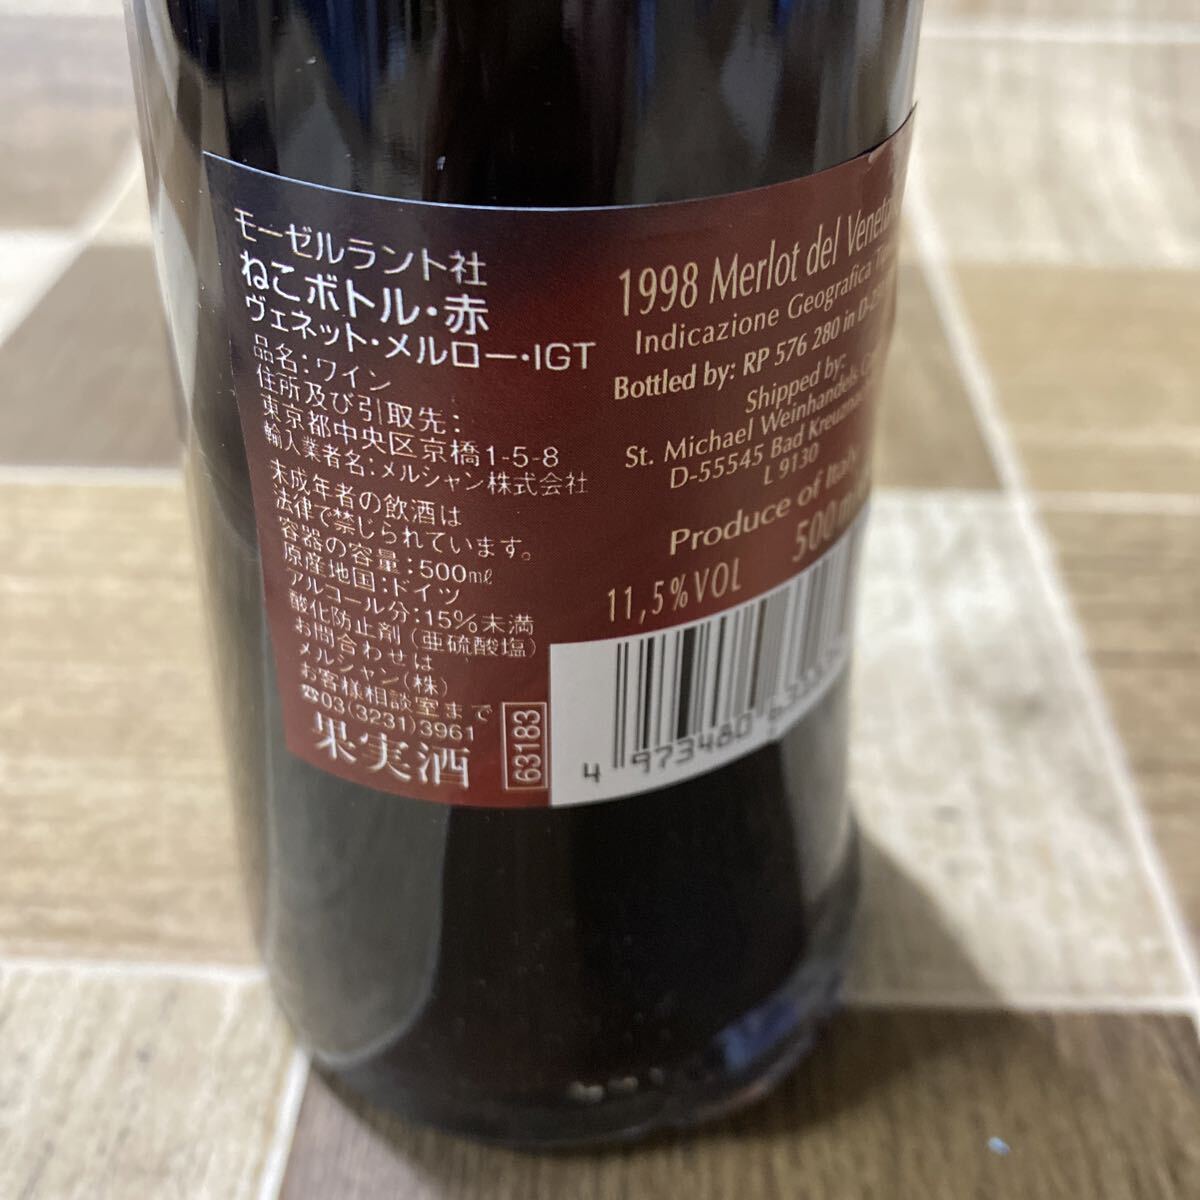 モーゼルラント社
ねこボトル・赤
ヴェネット・メルロー・IGT
品名:ワイン
住所及び引取先:
東京都中央区京橋1-5-8
輸入業者名:メルシャン株式会社
未成年者の飲酒は
法律で禁じられています。
容器の容量:500mℓ
原産地国:ドイツ
アルコール分:15%未満
酸化防止剤(亜硫酸塩)
お問合わせは
メルシャン(株)
お客様相談室まで
☎03(3231)3961
果実酒
63183
1998 Merlot del
Indicazione Geografica
Bottled by: RP 576 280 in
Shipped by:
St. Michael Weinhandels
D-55545 Bad Kreuznach
L 9130
Produce of Italy
11,5%VOL 500
4 973480